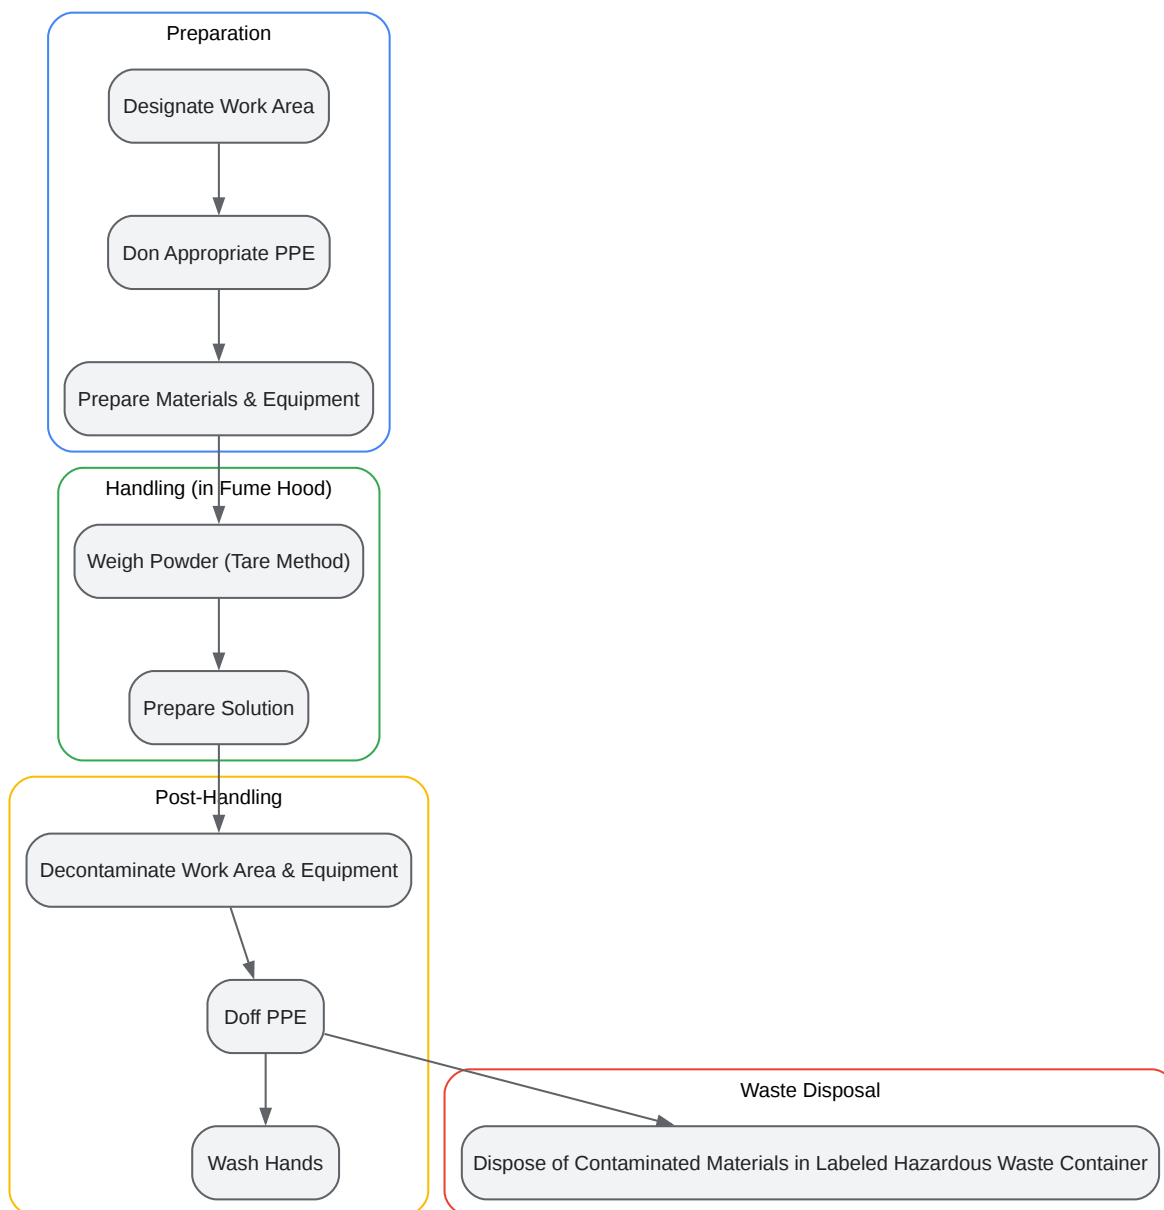 Preparation
Designate Work Area
Don Appropriate PPE
Prepare Materials & Equipment
Handling (in Fume Hood)
Weigh Powder (Tare Method)
Prepare Solution
Post-Handling
Decontaminate Work Area & Equipment
Doff PPE
Waste Disposal
Wash Hands
Dispose of Contaminated Materials in Labeled Hazardous Waste Container